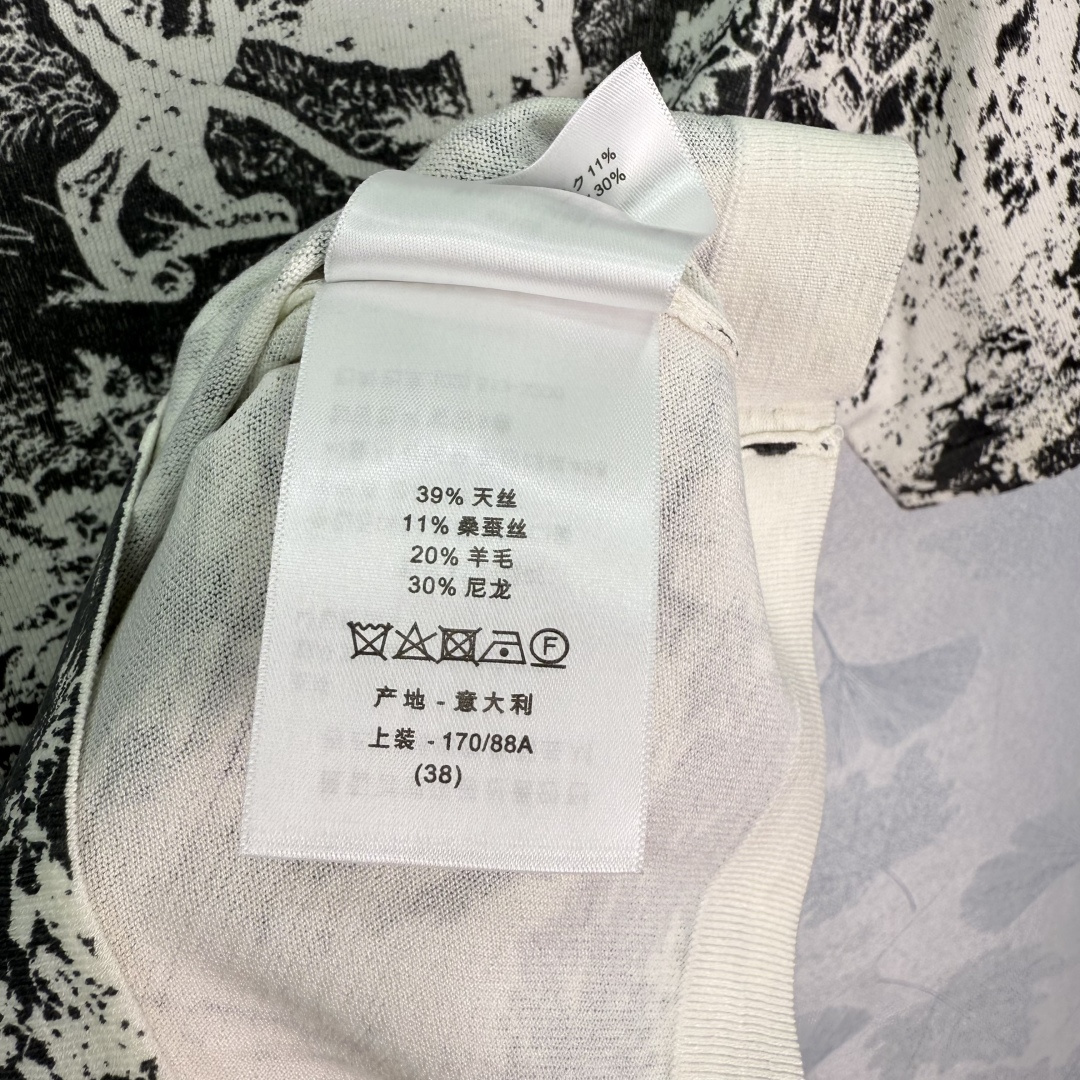 ク 11%
30%
39% 天丝
11% 桑蚕丝
20% 羊毛
30% 尼龙
F
产地 - 意大利
上装 - 170/88A
(38)